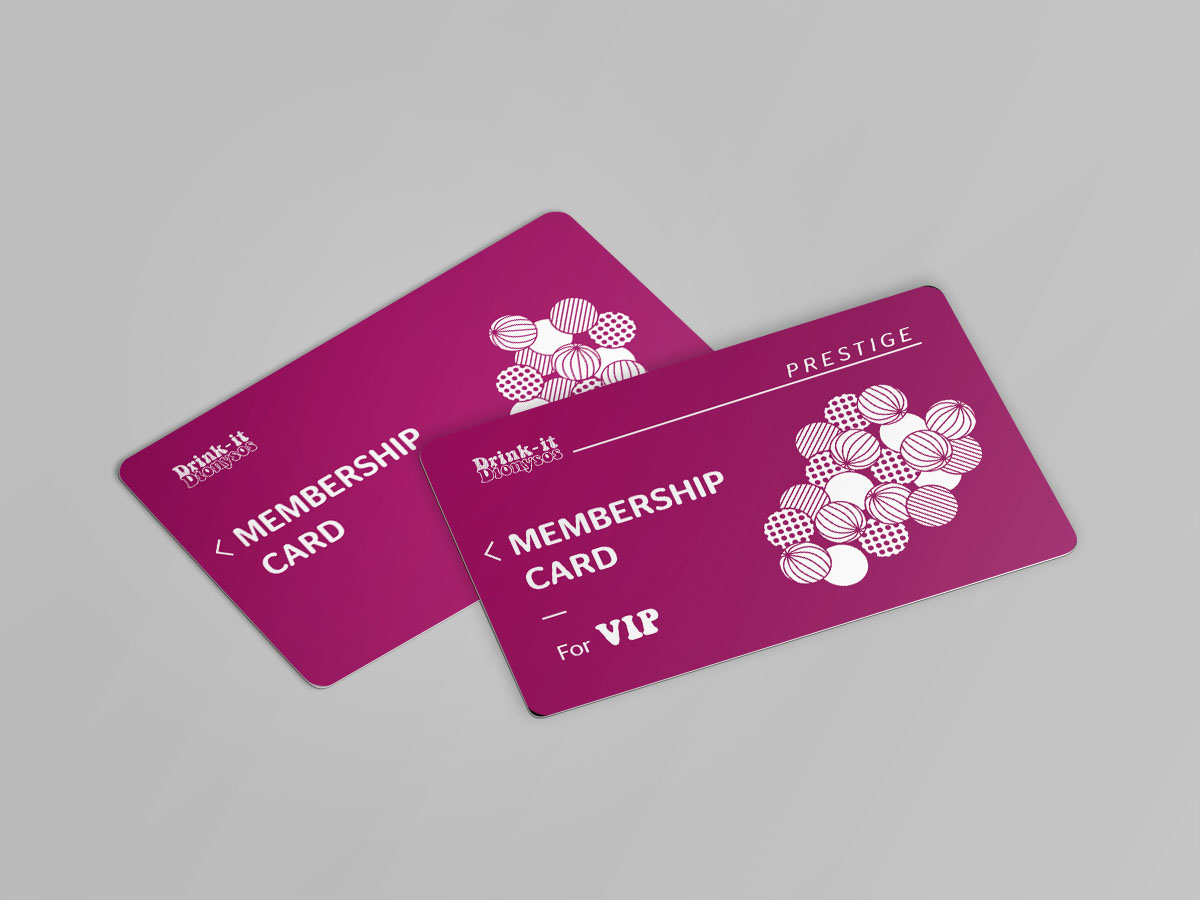 Drink-it
Dionysos
MEMBERSHIP
CARD
PRESTIGE
Drink-it
Dionysos
< MEMBERSHIP
CARD
For VIP